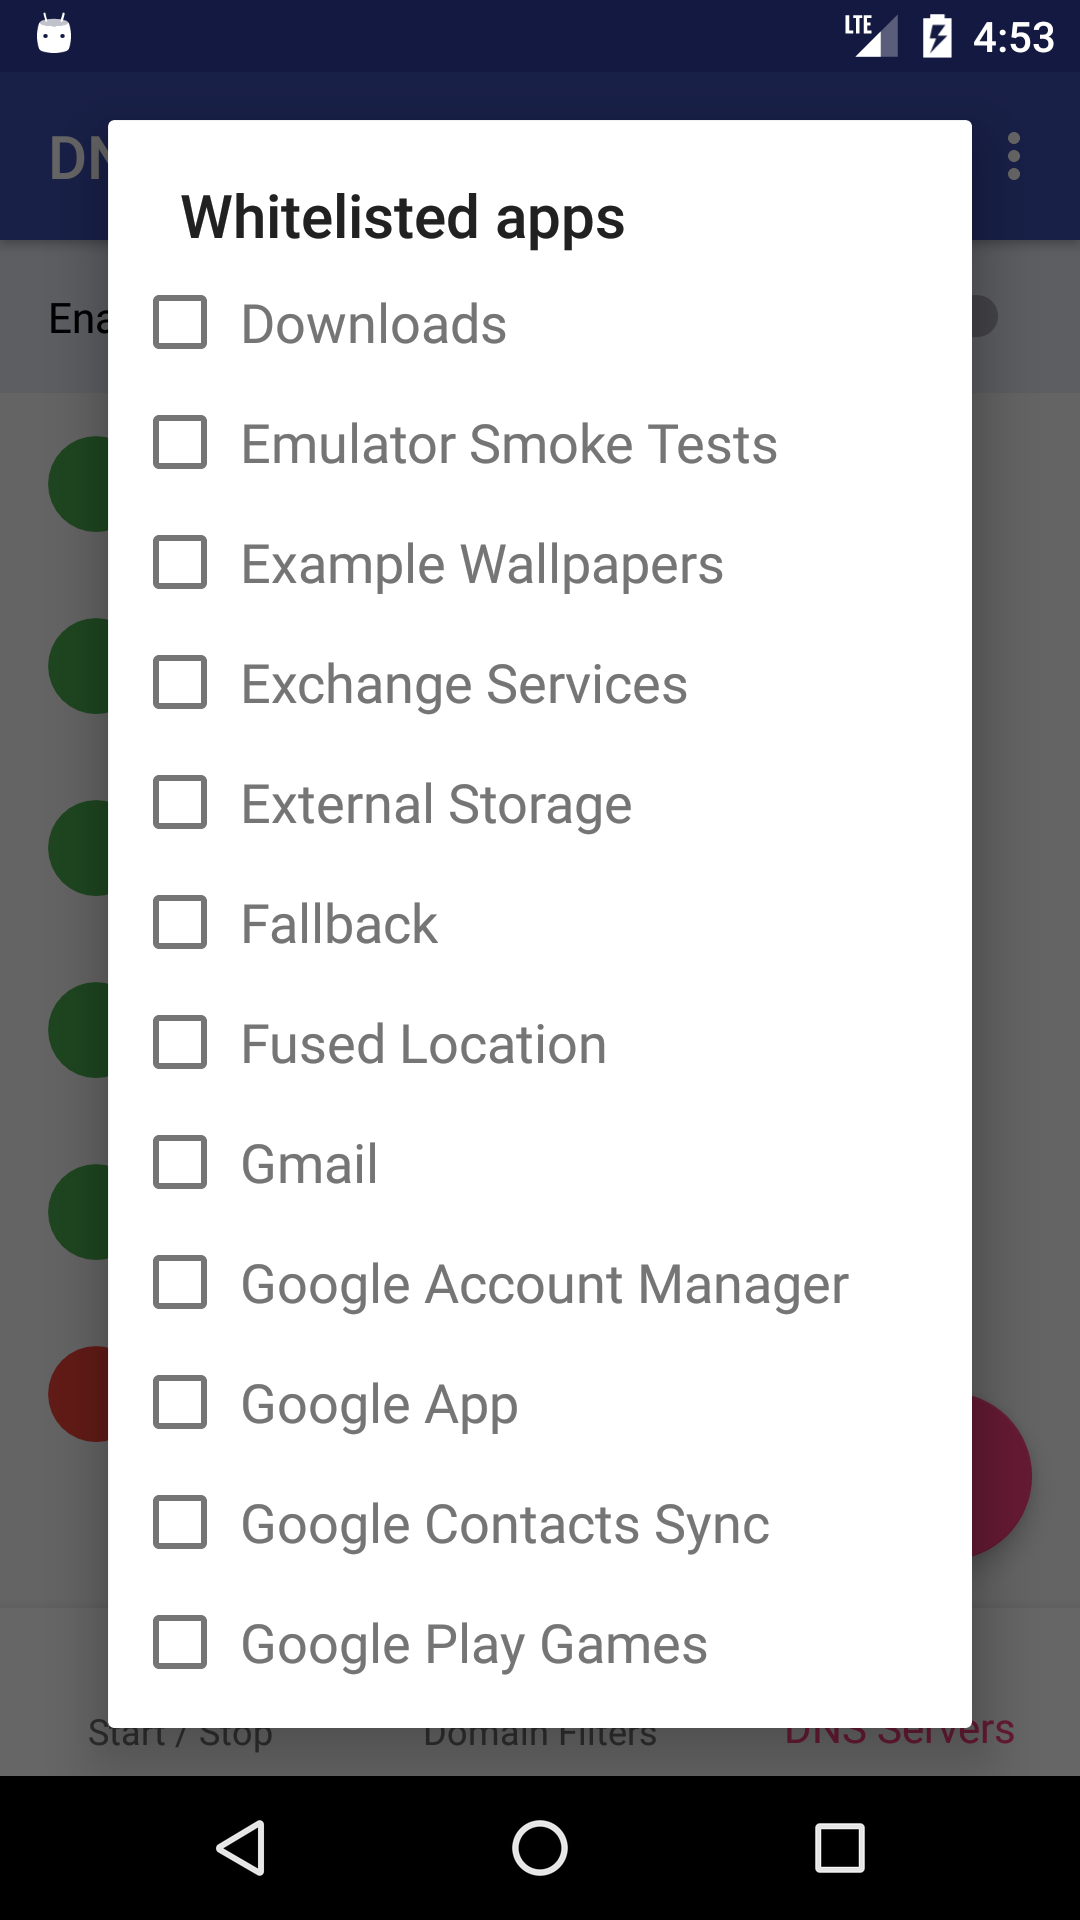 LTE 4:53
DN
Whitelisted apps
Ena
Downloads
Emulator Smoke Tests
Example Wallpapers
Exchange Services
External Storage
Fallback
Fused Location
Gmail
Google Account Manager
Google App
Google Contacts Sync
Google Play Games
Start / Stop Domain Filters DNS Servers